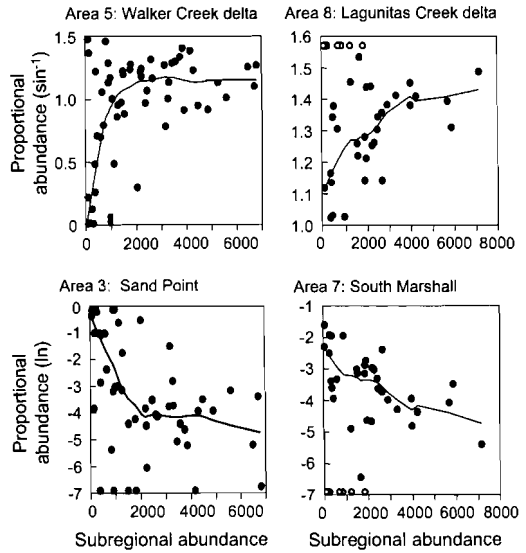 Area 5: Walker Creek delta
Area 8: Lagunitas Creek delta
Proportional
abundance (sin-1)
1.5
1.0
0.5
0
0 2000 4000 6000
1.6
1.5
1.4
1.3
1.2
1.1
1.0
0 2000 4000 6000 8000
Area 3: Sand Point
Area 7: South Marshall
Proportional
abundance (ln)
0
-1
-2
-3
-4
-5
-6
-7
0 2000 4000 6000
-1
-2
-3
-4
-5
-6
-7
0 2000 4000 6000 8000
Subregional abundance
Subregional abundance